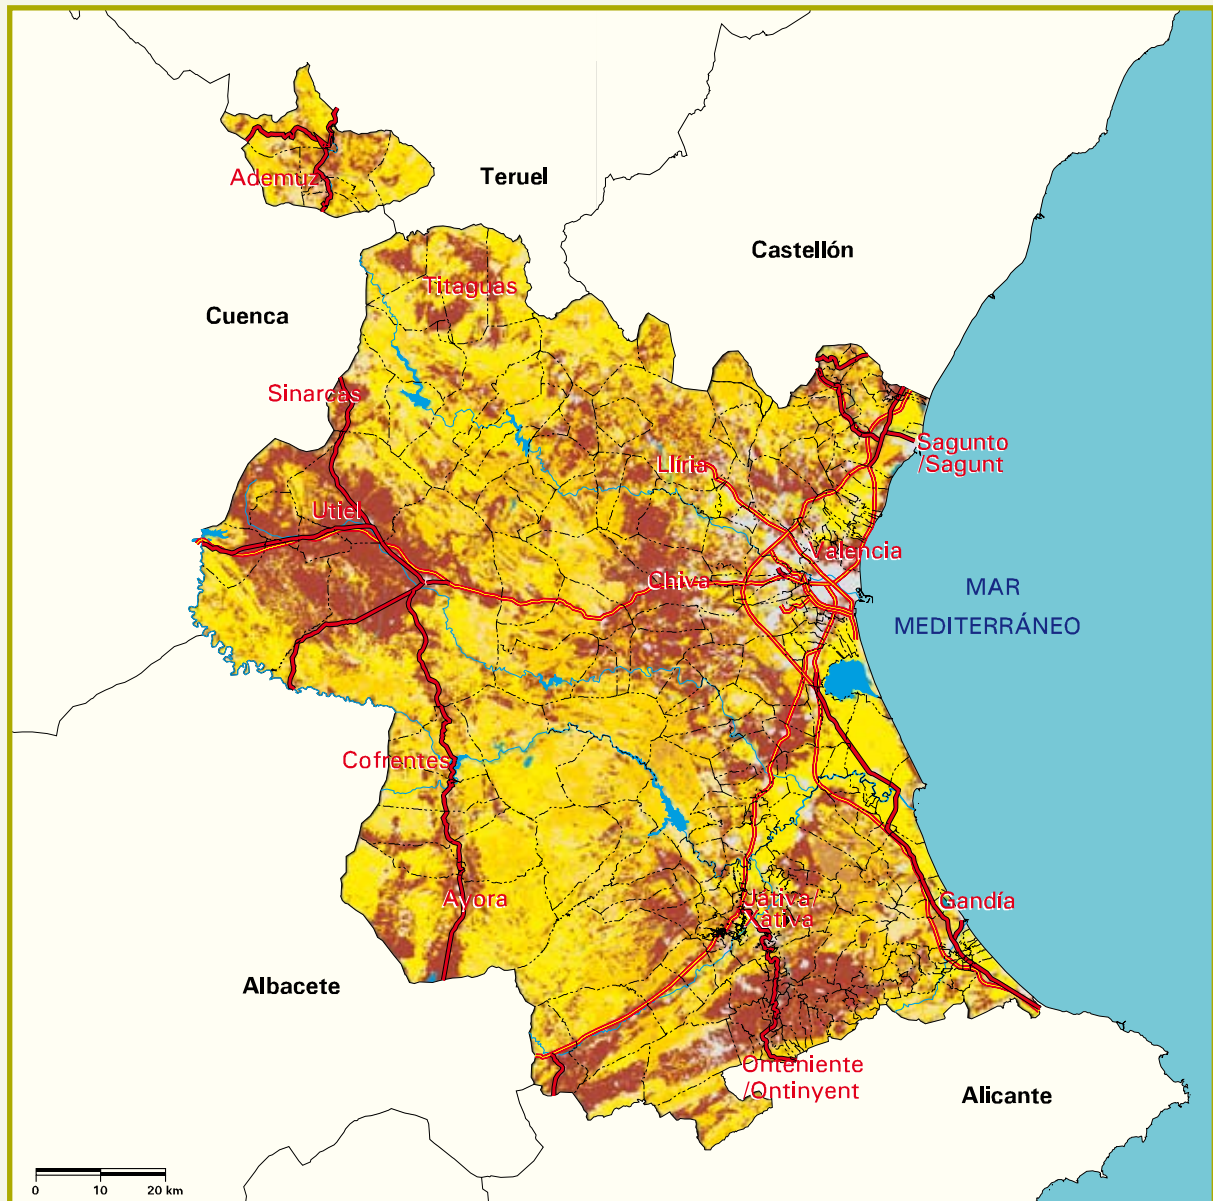 Teruel
Ademuz
Castellón
Titaguas
Cuenca
Sinarcas
Sagunto
/Sagunt
Llíria
Utiel
Valencia
Chiva
MAR
MEDITERRÁNEO
Cofrentes
Ayora
Játiva/
Xàtiva
Gandía
Albacete
Onteniente
/Ontinyent
Alicante
0 10 20 km